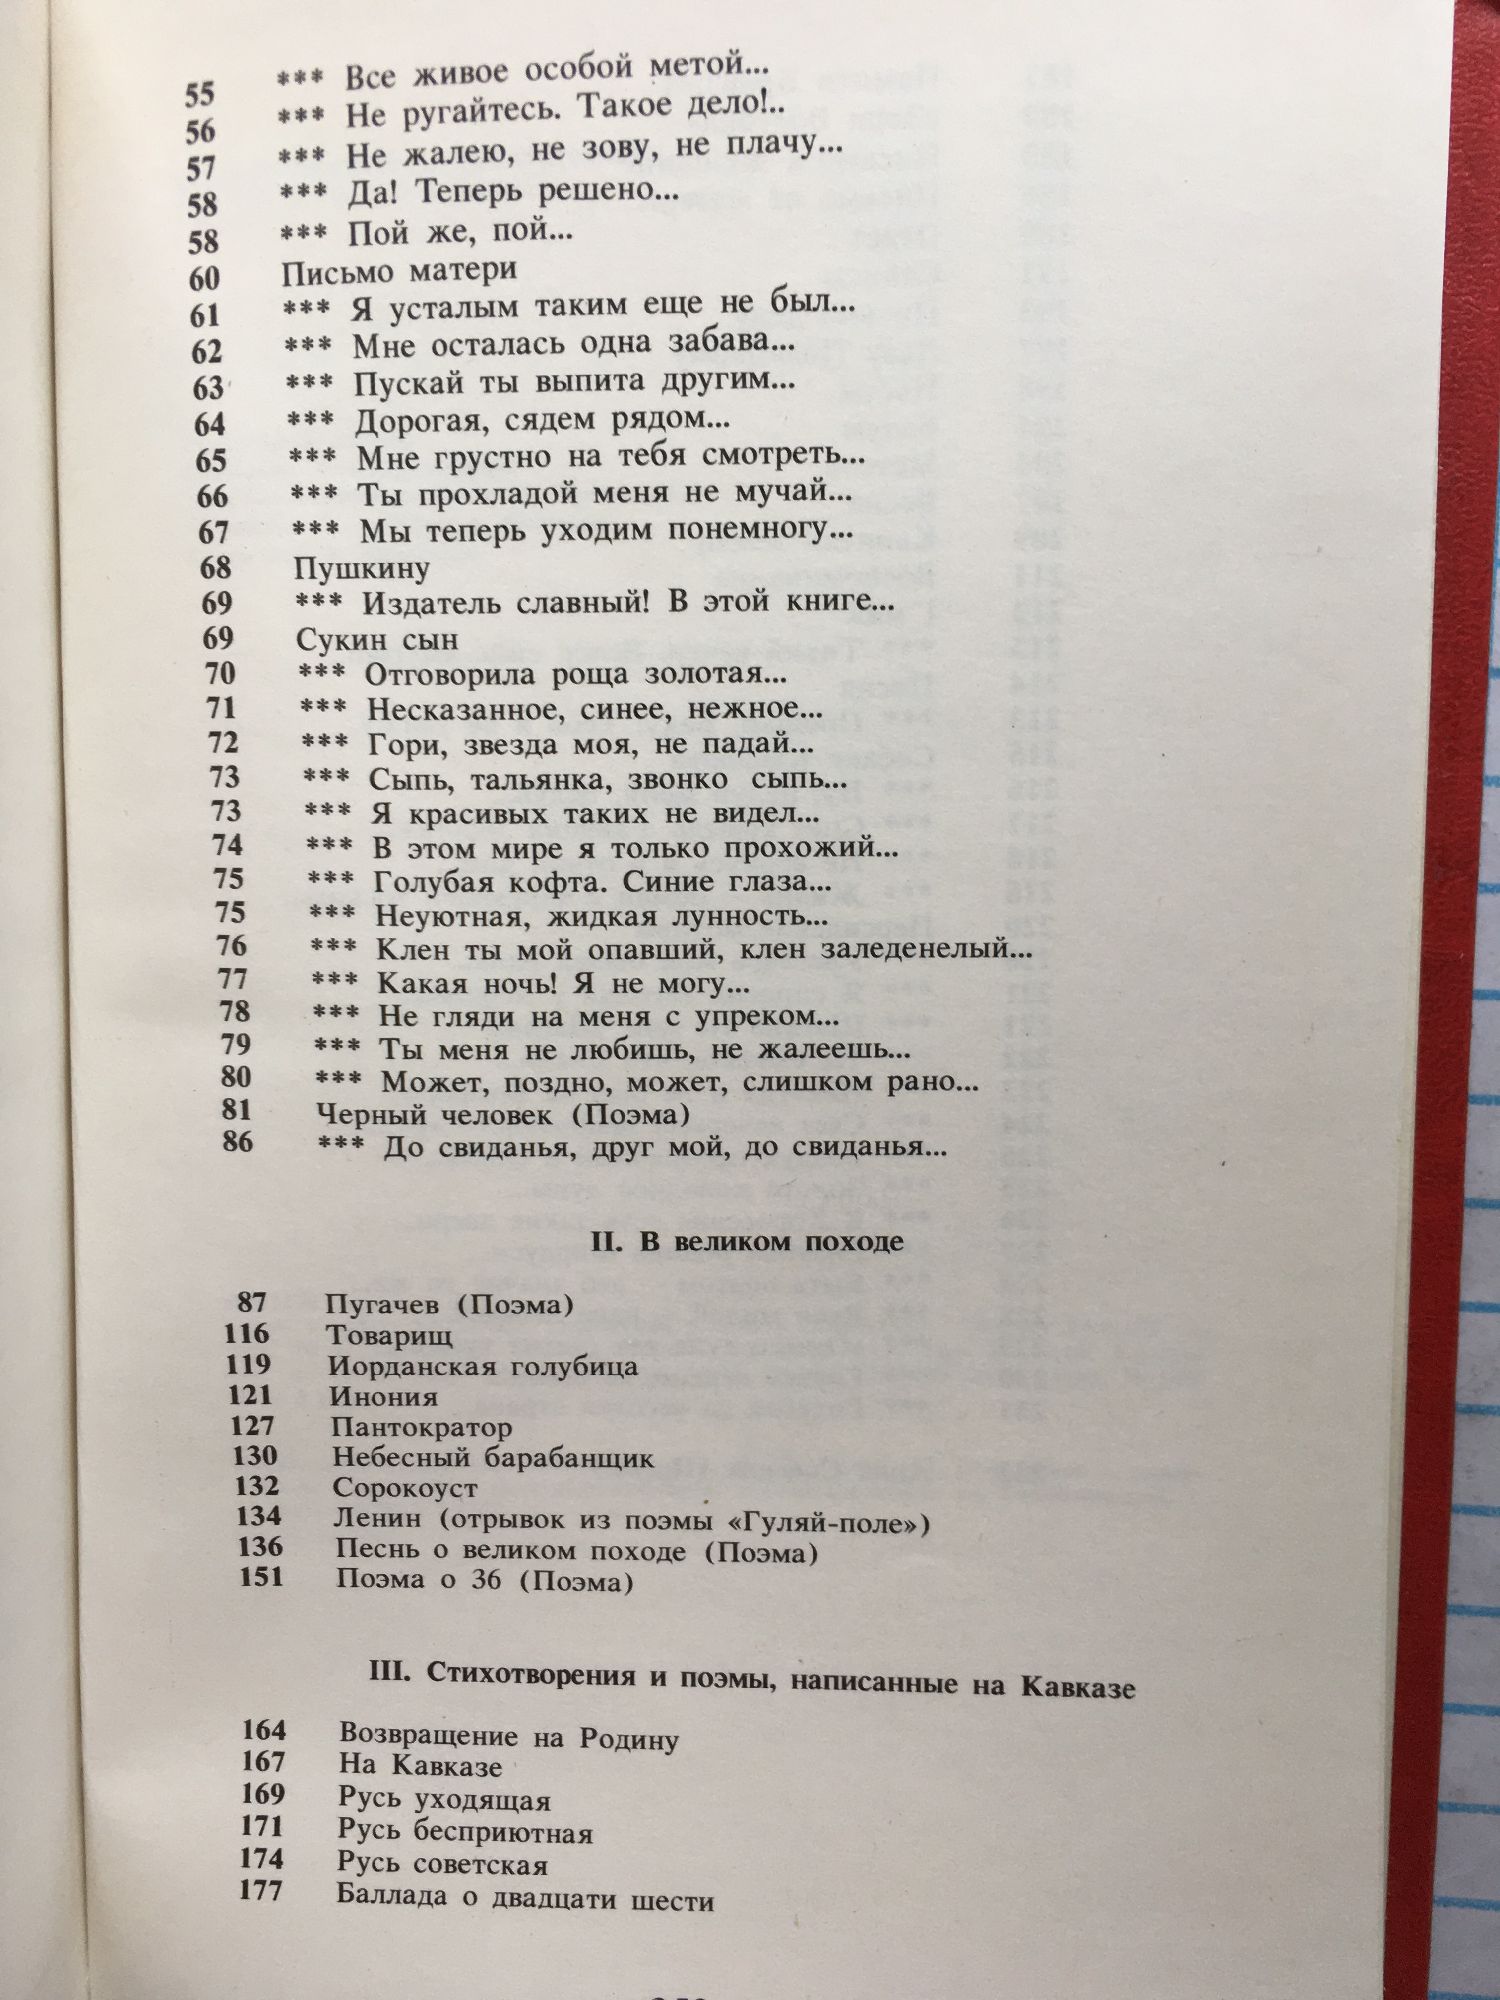 55 *** Все живое особой метой...
56 *** Не ругайтесь. Такое дело!..
57 *** Не жалею, не зову, не плачу...
58 *** Да! Теперь решено...
58 *** Пой же, пой...
60 Письмо матери
61 *** Я усталым таким еще не был...
62 *** Мне осталась одна забава...
63 *** Пускай ты выпита другим...
64 *** Дорогая, сядем рядом...
65 *** Мне грустно на тебя смотреть...
66 *** Ты прохладой меня не мучай...
67 *** Мы теперь уходим понемногу...
68 Пушкину
69 *** Издатель славный! В этой книге...
69 Сукин сын
70 *** Отговорила роща золотая...
71 *** Несказанное, синее, нежное...
72 *** Гори, звезда моя, не падай...
73 *** Сыпь, тальянка, звонко сыпь...
73 *** Я красивых таких не видел...
74 *** В этом мире я только прохожий...
75 *** Голубая кофта. Синие глаза...
75 *** Неуютная, жидкая лунность...
76 *** Клен ты мой опавший, клен заледенелый...
77 *** Какая ночь! Я не могу...
78 *** Не гляди на меня с упреком...
79 *** Ты меня не любишь, не жалеешь...
80 *** Может, поздно, может, слишком рано...
81 Черный человек (Поэма)
86 *** До свиданья, друг мой, до свиданья...
II. В великом походе
87 Пугачев (Поэма)
116 Товарищ
119 Иорданская голубица
121 Инония
127 Пантократор
130 Небесный барабанщик
132 Сорокоуст
134 Ленин (отрывок из поэмы «Гуляй-поле»)
136 Песнь о великом походе (Поэма)
151 Поэма о 36 (Поэма)
III. Стихотворения и поэмы, написанные на Кавказе
164 Возвращение на Родину
167 На Кавказе
169 Русь уходящая
171 Русь бесприютная
174 Русь советская
177 Баллада о двадцати шести